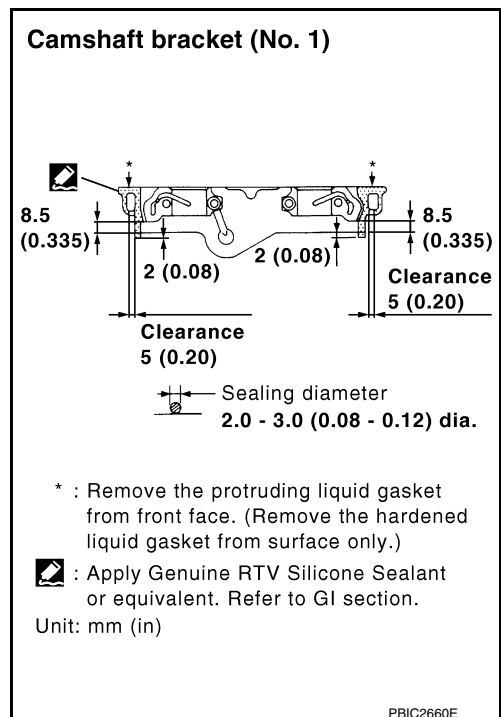 Camshaft bracket (No. 1)
*
*
8.5
(0.335)
8.5
(0.335)
2 (0.08)
2 (0.08)
Clearance
5 (0.20)
Clearance
5 (0.20)
Sealing diameter
2.0 - 3.0 (0.08 - 0.12) dia.
* : Remove the protruding liquid gasket
from front face. (Remove the hardened
liquid gasket from surface only.)
: Apply Genuine RTV Silicone Sealant
or equivalent. Refer to GI section.
Unit: mm (in)
PBIC2660E